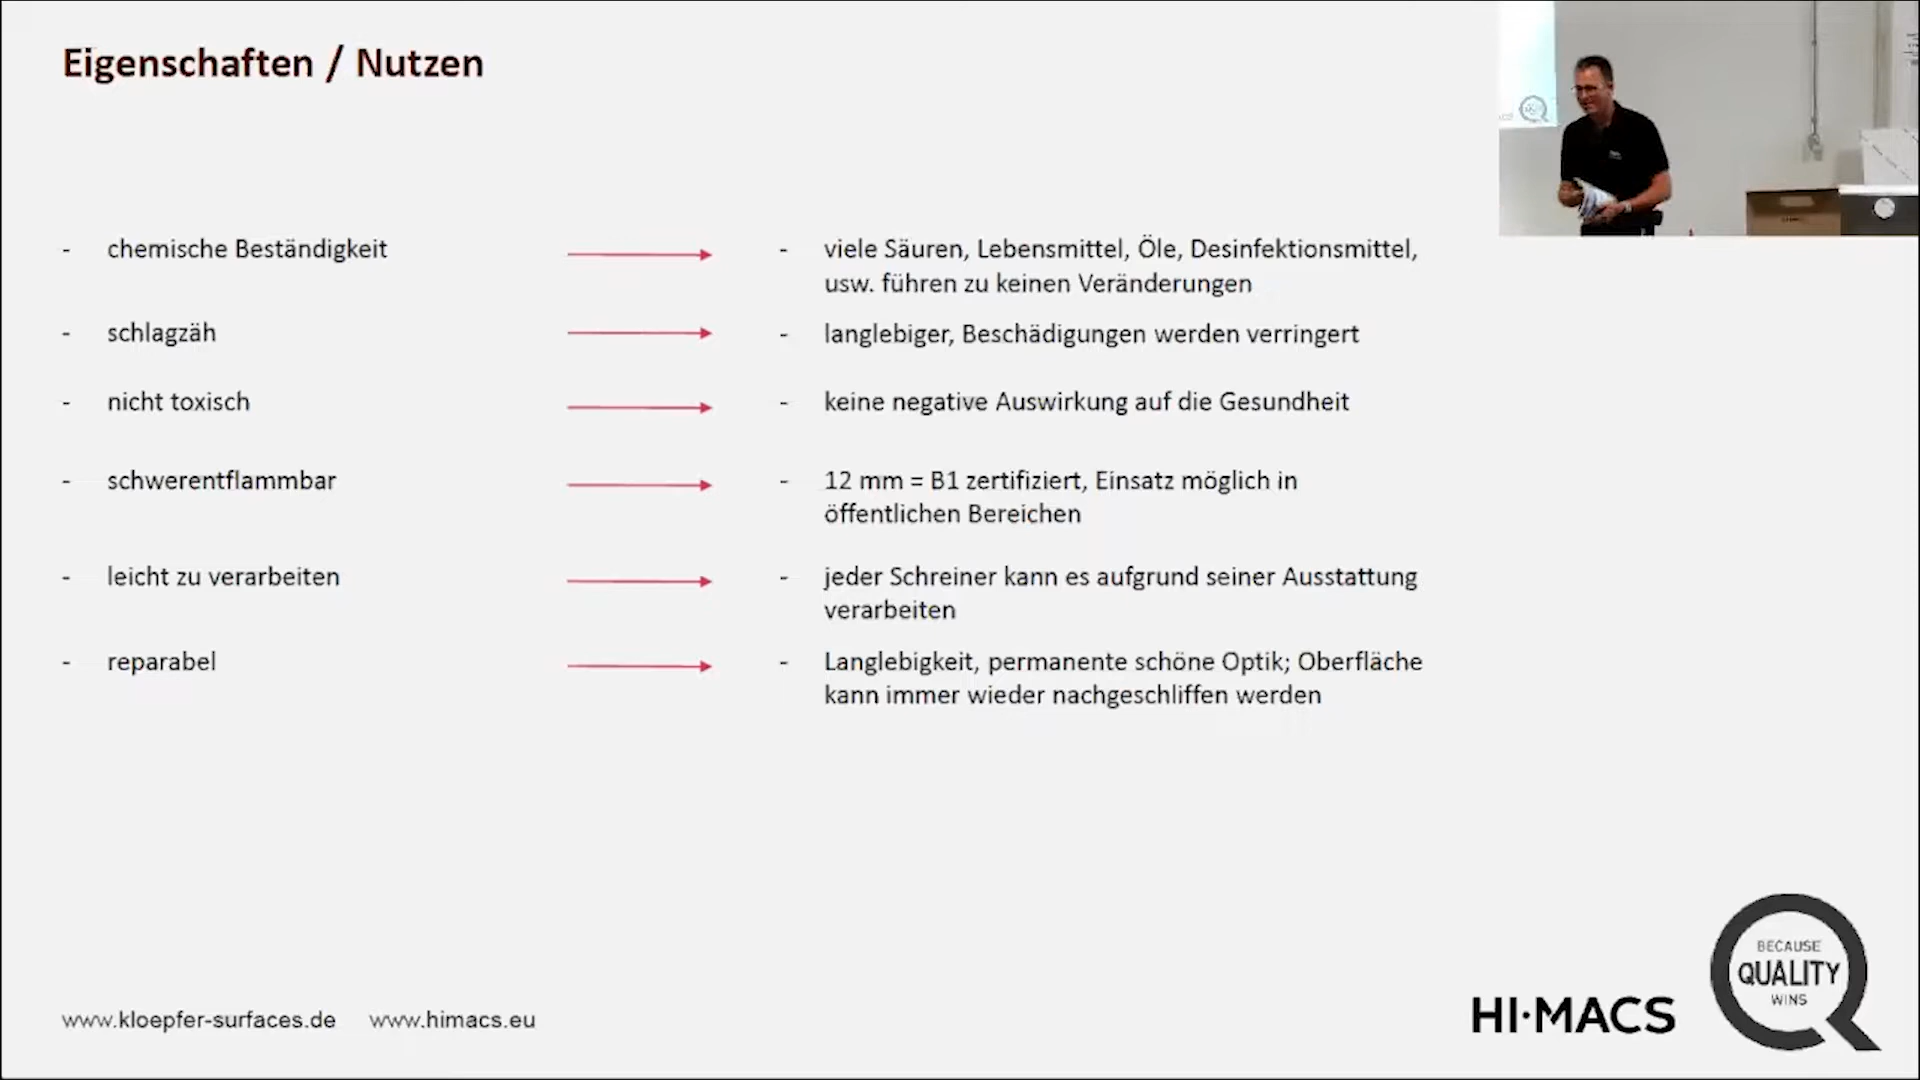 Eigenschaften / Nutzen
- chemische Beständigkeit
- viele Säuren, Lebensmittel, Öle, Desinfektionsmittel,
usw. führen zu keinen Veränderungen
- schlagzäh
- langlebiger, Beschädigungen werden verringert
- nicht toxisch
- keine negative Auswirkung auf die Gesundheit
- schwerentflammbar
- 12 mm = B1 zertifiziert, Einsatz möglich in
öffentlichen Bereichen
- leicht zu verarbeiten
- jeder Schreiner kann es aufgrund seiner Ausstattung
verarbeiten
- reparabel
- Langlebigkeit, permanente schöne Optik; Oberfläche
kann immer wieder nachgeschliffen werden
www.kloepfer-surfaces.de www.himacs.eu
HI·MACS
BECAUSE
QUALITY
WINS